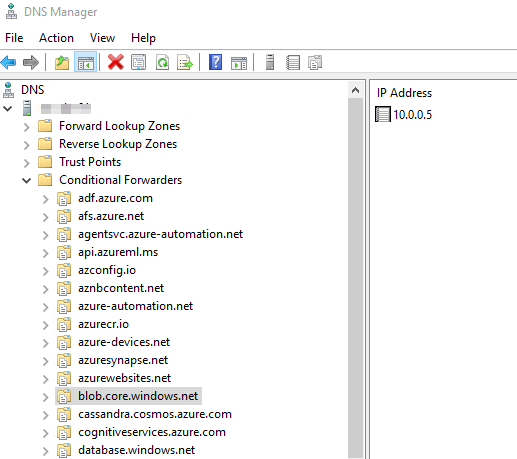 DNS Manager
File Action View Help
DNS
Forward Lookup Zones
Reverse Lookup Zones
Trust Points
Conditional Forwarders
adf.azure.com
afs.azure.net
agentsvc.azure-automation.net
api.azureml.ms
azconfig.io
aznbcontent.net
azure-automation.net
azurecr.io
azure-devices.net
azuresynapse.net
azurewebsites.net
blob.core.windows.net
cassandra.cosmos.azure.com
cognitiveservices.azure.com
database.windows.net
IP Address
10.0.0.5